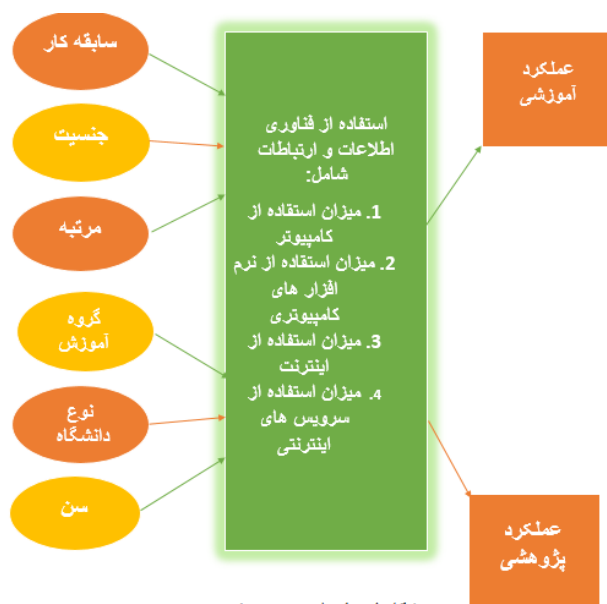 سابقه کار
جنسیت
مرتبه
گروه
آموزش
نوع
دانشگاه
سن
استفاده از فناوری
اطلاعات و ارتباطات
شامل:
1. میزان استفاده از
کامپیوتر
2. میزان استفاده از نرم
افزار های
کامپیوتری
3. میزان استفاده از
اینترنت
4. میزان استفاده از
سرویس های
اینترنتی
عملکرد
آموزشی
عملکرد
پژوهشی